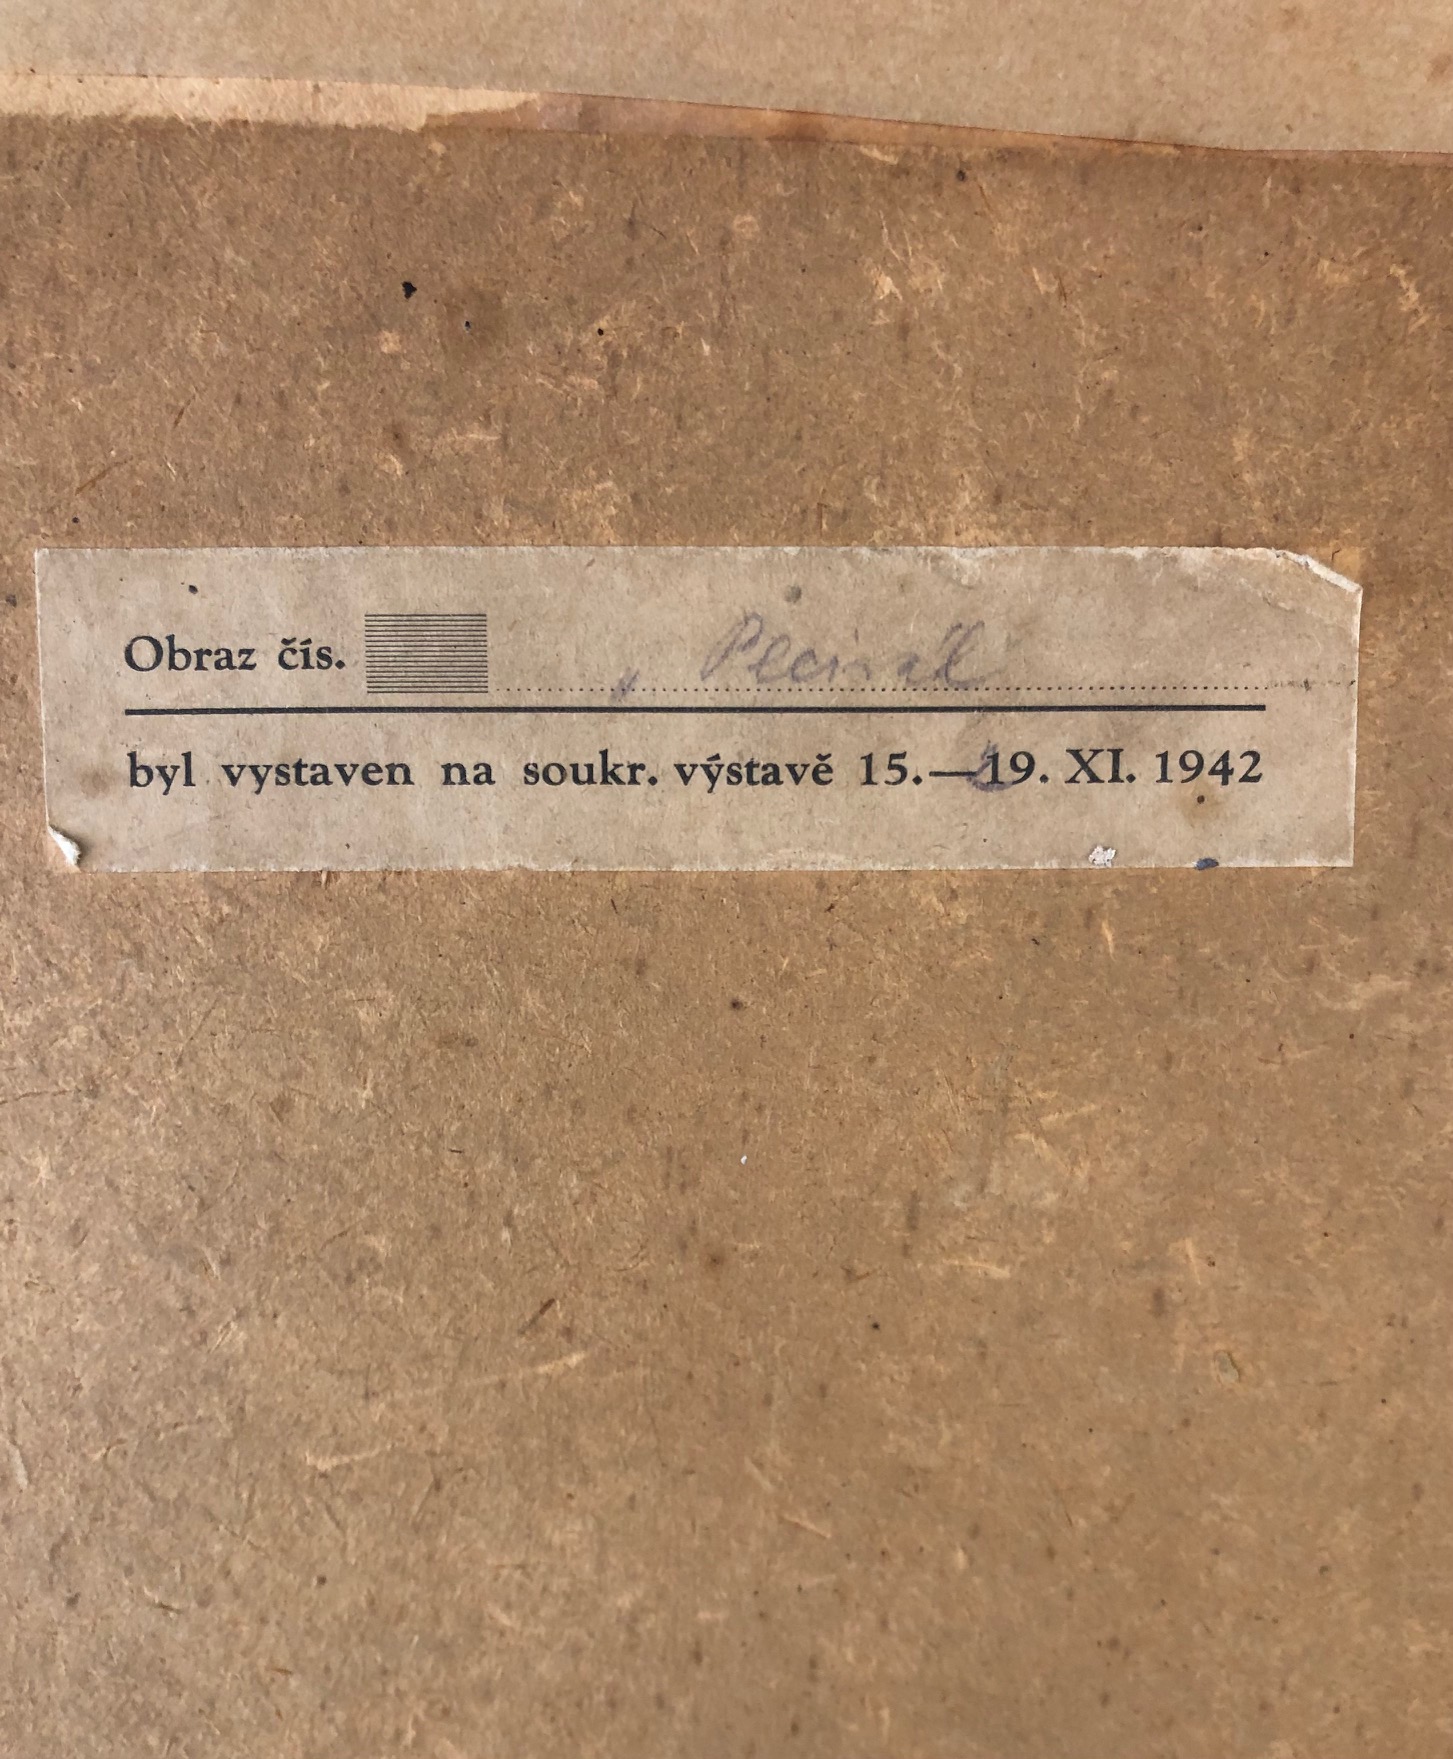 Obraz čís.
byl vystaven na soukr. výstavě 15.—19. XI. 1942